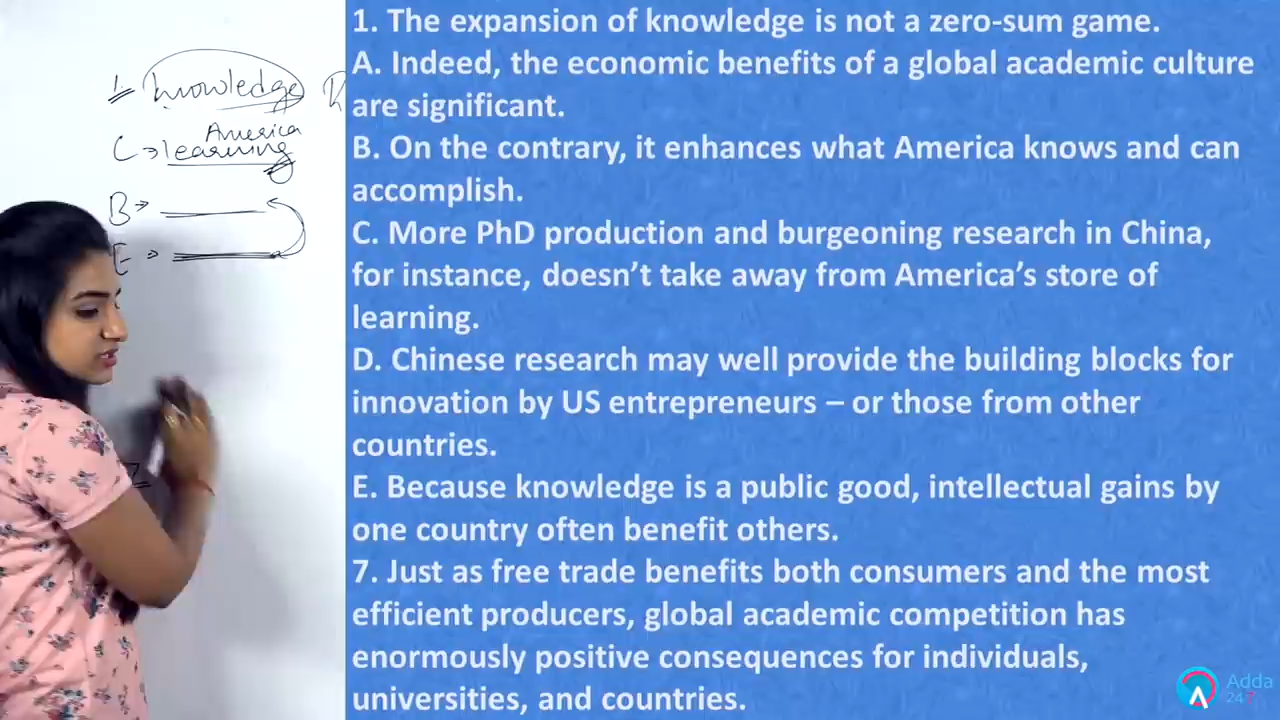 1. knowledge R
America
C → learning
B →
E →
1. The expansion of knowledge is not a zero-sum game.
A. Indeed, the economic benefits of a global academic culture
are significant.
B. On the contrary, it enhances what America knows and can
accomplish.
C. More PhD production and burgeoning research in China,
for instance, doesn’t take away from America’s store of
learning.
D. Chinese research may well provide the building blocks for
innovation by US entrepreneurs – or those from other
countries.
E. Because knowledge is a public good, intellectual gains by
one country often benefit others.
7. Just as free trade benefits both consumers and the most
efficient producers, global academic competition has
enormously positive consequences for individuals,
universities, and countries.
Adda
247